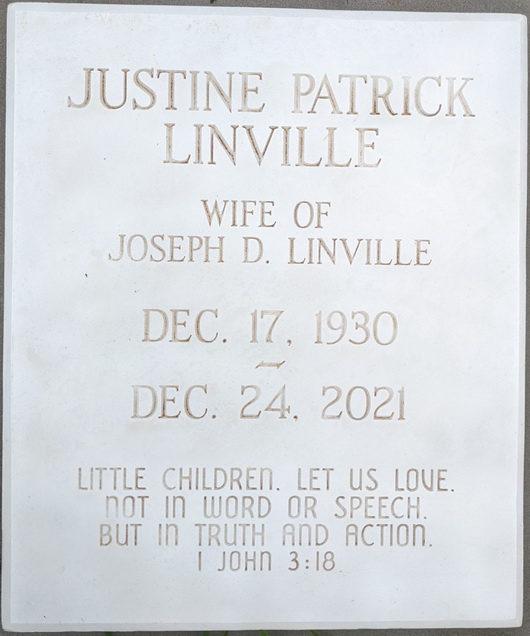 JUSTINE PATRICK
LINVILLE
WIFE OF
JOSEPH D. LINVILLE
DEC. 17, 1930
~
DEC. 24, 2021
LITTLE CHILDREN, LET US LOVE,
NOT IN WORD OR SPEECH,
BUT IN TRUTH AND ACTION.
1 JOHN 3:18